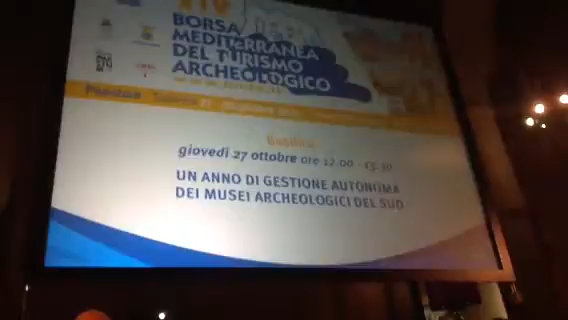 BORSA
MEDITERRANEA
DEL TURISMO
ARCHEOLOGICO
Paestum
Basilica
giovedì 27 ottobre ore 12.00 - 13.30
UN ANNO DI GESTIONE AUTONOMA
DEI MUSEI ARCHEOLOGICI DEL SUD